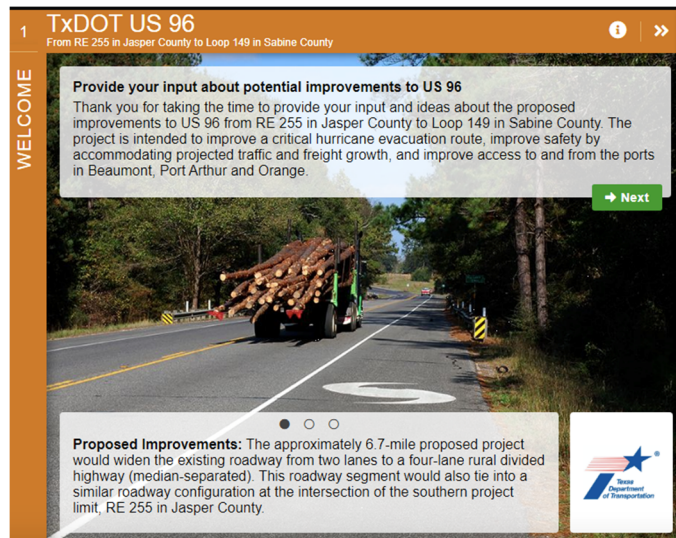 1
TxDOT US 96
From RE 255 in Jasper County to Loop 149 in Sabine County
WELCOME
Provide your input about potential improvements to US 96
Thank you for taking the time to provide your input and ideas about the proposed
improvements to US 96 from RE 255 in Jasper County to Loop 149 in Sabine County. The
project is intended to improve a critical hurricane evacuation route, improve safety by
accommodating projected traffic and freight growth, and improve access to and from the ports
in Beaumont, Port Arthur and Orange.
Next
Proposed Improvements: The approximately 6.7-mile proposed project
would widen the existing roadway from two lanes to a four-lane rural divided
highway (median-separated). This roadway segment would also tie into a
similar roadway configuration at the intersection of the southern project
limit, RE 255 in Jasper County.
Texas
Department
of Transportation